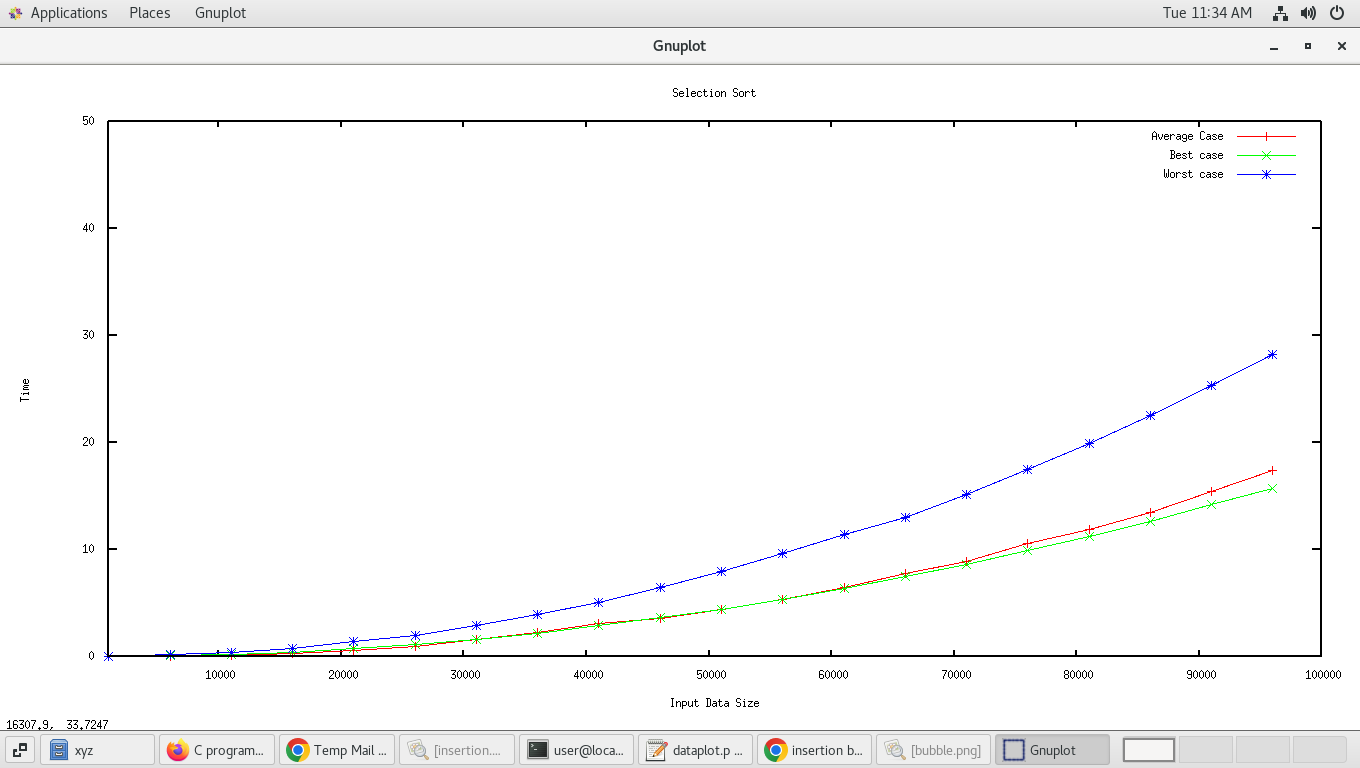 Applications Places Gnuplot Tue 11:34 AM
Gnuplot
Selection Sort
50
40
30
20
10
0
Average Case
Best case
Worst case
Time
10000 20000 30000 40000 50000 60000 70000 80000 90000 100000
Input Data Size
16307.9, 33.7247
xyz C program... Temp Mail ... [insertion.... user@loca... dataplot.p ... insertion b... [bubble.png] Gnuplot